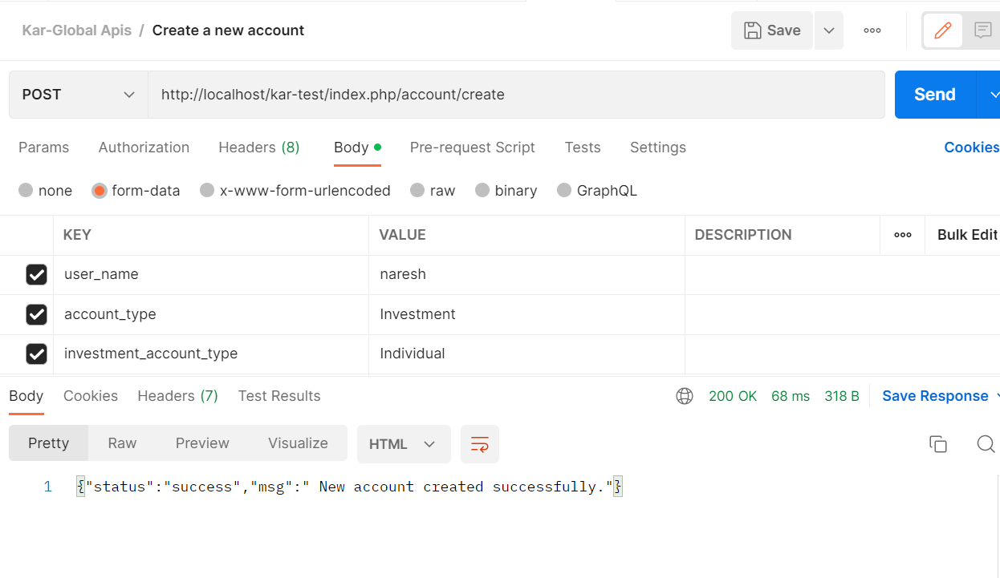 Kar-Global Apis / Create a new account Save
POST http://localhost/kar-test/index.php/account/create Send
Params Authorization Headers (8) Body Pre-request Script Tests Settings Cookies
none form-data x-www-form-urlencoded raw binary GraphQL
KEY VALUE DESCRIPTION Bulk Edit
user_name naresh
account_type Investment
investment_account_type Individual
Body Cookies Headers (7) Test Results 200 OK 68 ms 318 B Save Response
Pretty Raw Preview Visualize HTML
1 {"status":"success","msg":" New account created successfully."}